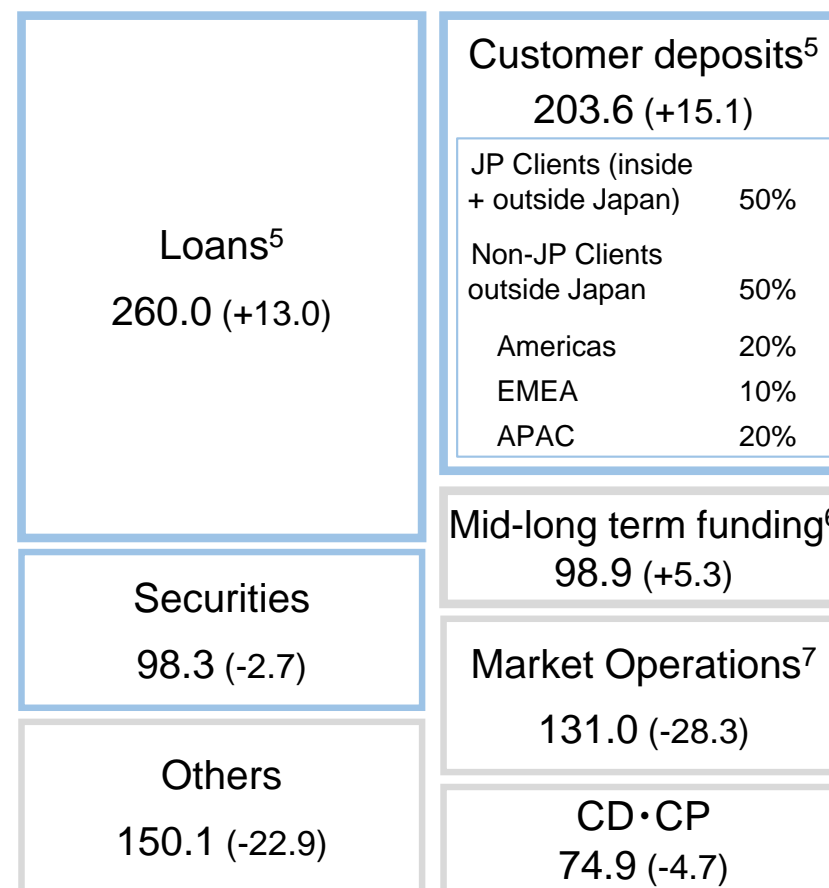 Loans⁵
260.0 (+13.0)
Securities
98.3 (-2.7)
Others
150.1 (-22.9)
Customer deposits⁵
203.6 (+15.1)
JP Clients (inside
+ outside Japan) 50%
Non-JP Clients
outside Japan 50%
Americas 20%
EMEA 10%
APAC 20%
Mid-long term funding⁶
98.9 (+5.3)
Market Operations⁷
131.0 (-28.3)
CD・CP
74.9 (-4.7)